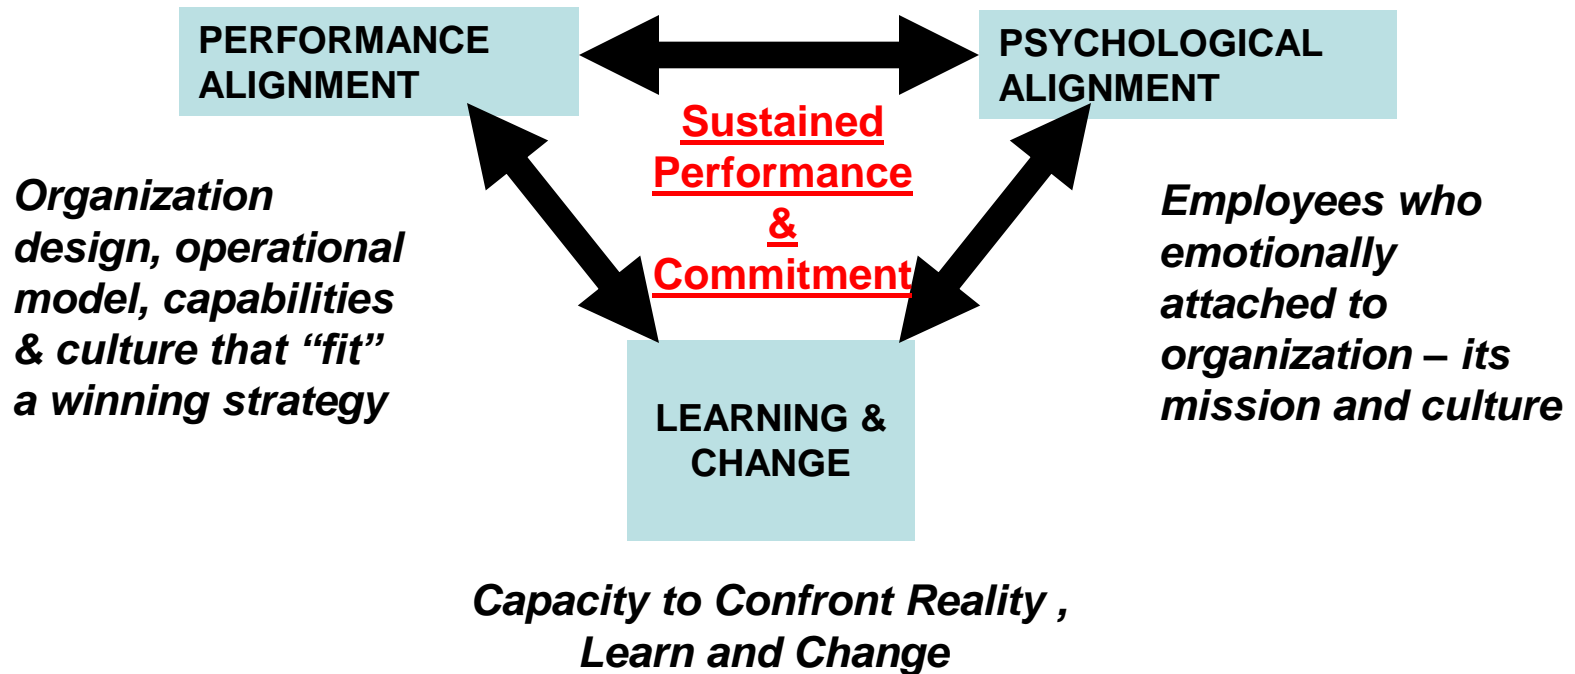 PERFORMANCE
ALIGNMENT
PSYCHOLOGICAL
ALIGNMENT
Sustained
Performance
&
Commitment
Organization
design, operational
model, capabilities
& culture that “fit”
a winning strategy
Employees who
emotionally
attached to
organization – its
mission and culture
LEARNING &
CHANGE
Capacity to Confront Reality ,
Learn and Change